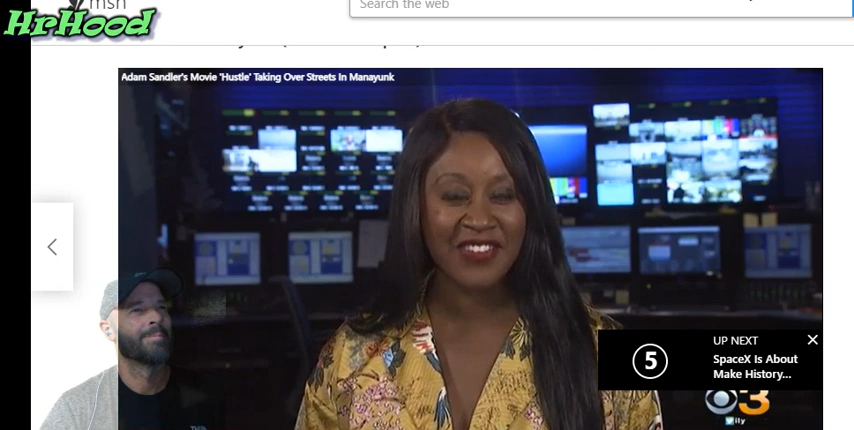 msn
HrHood
Search the web
Adam Sandler's Movie 'Hustle' Taking Over Streets In Manayunk
UP NEXT
5
SpaceX Is About
Make History...
3
ily